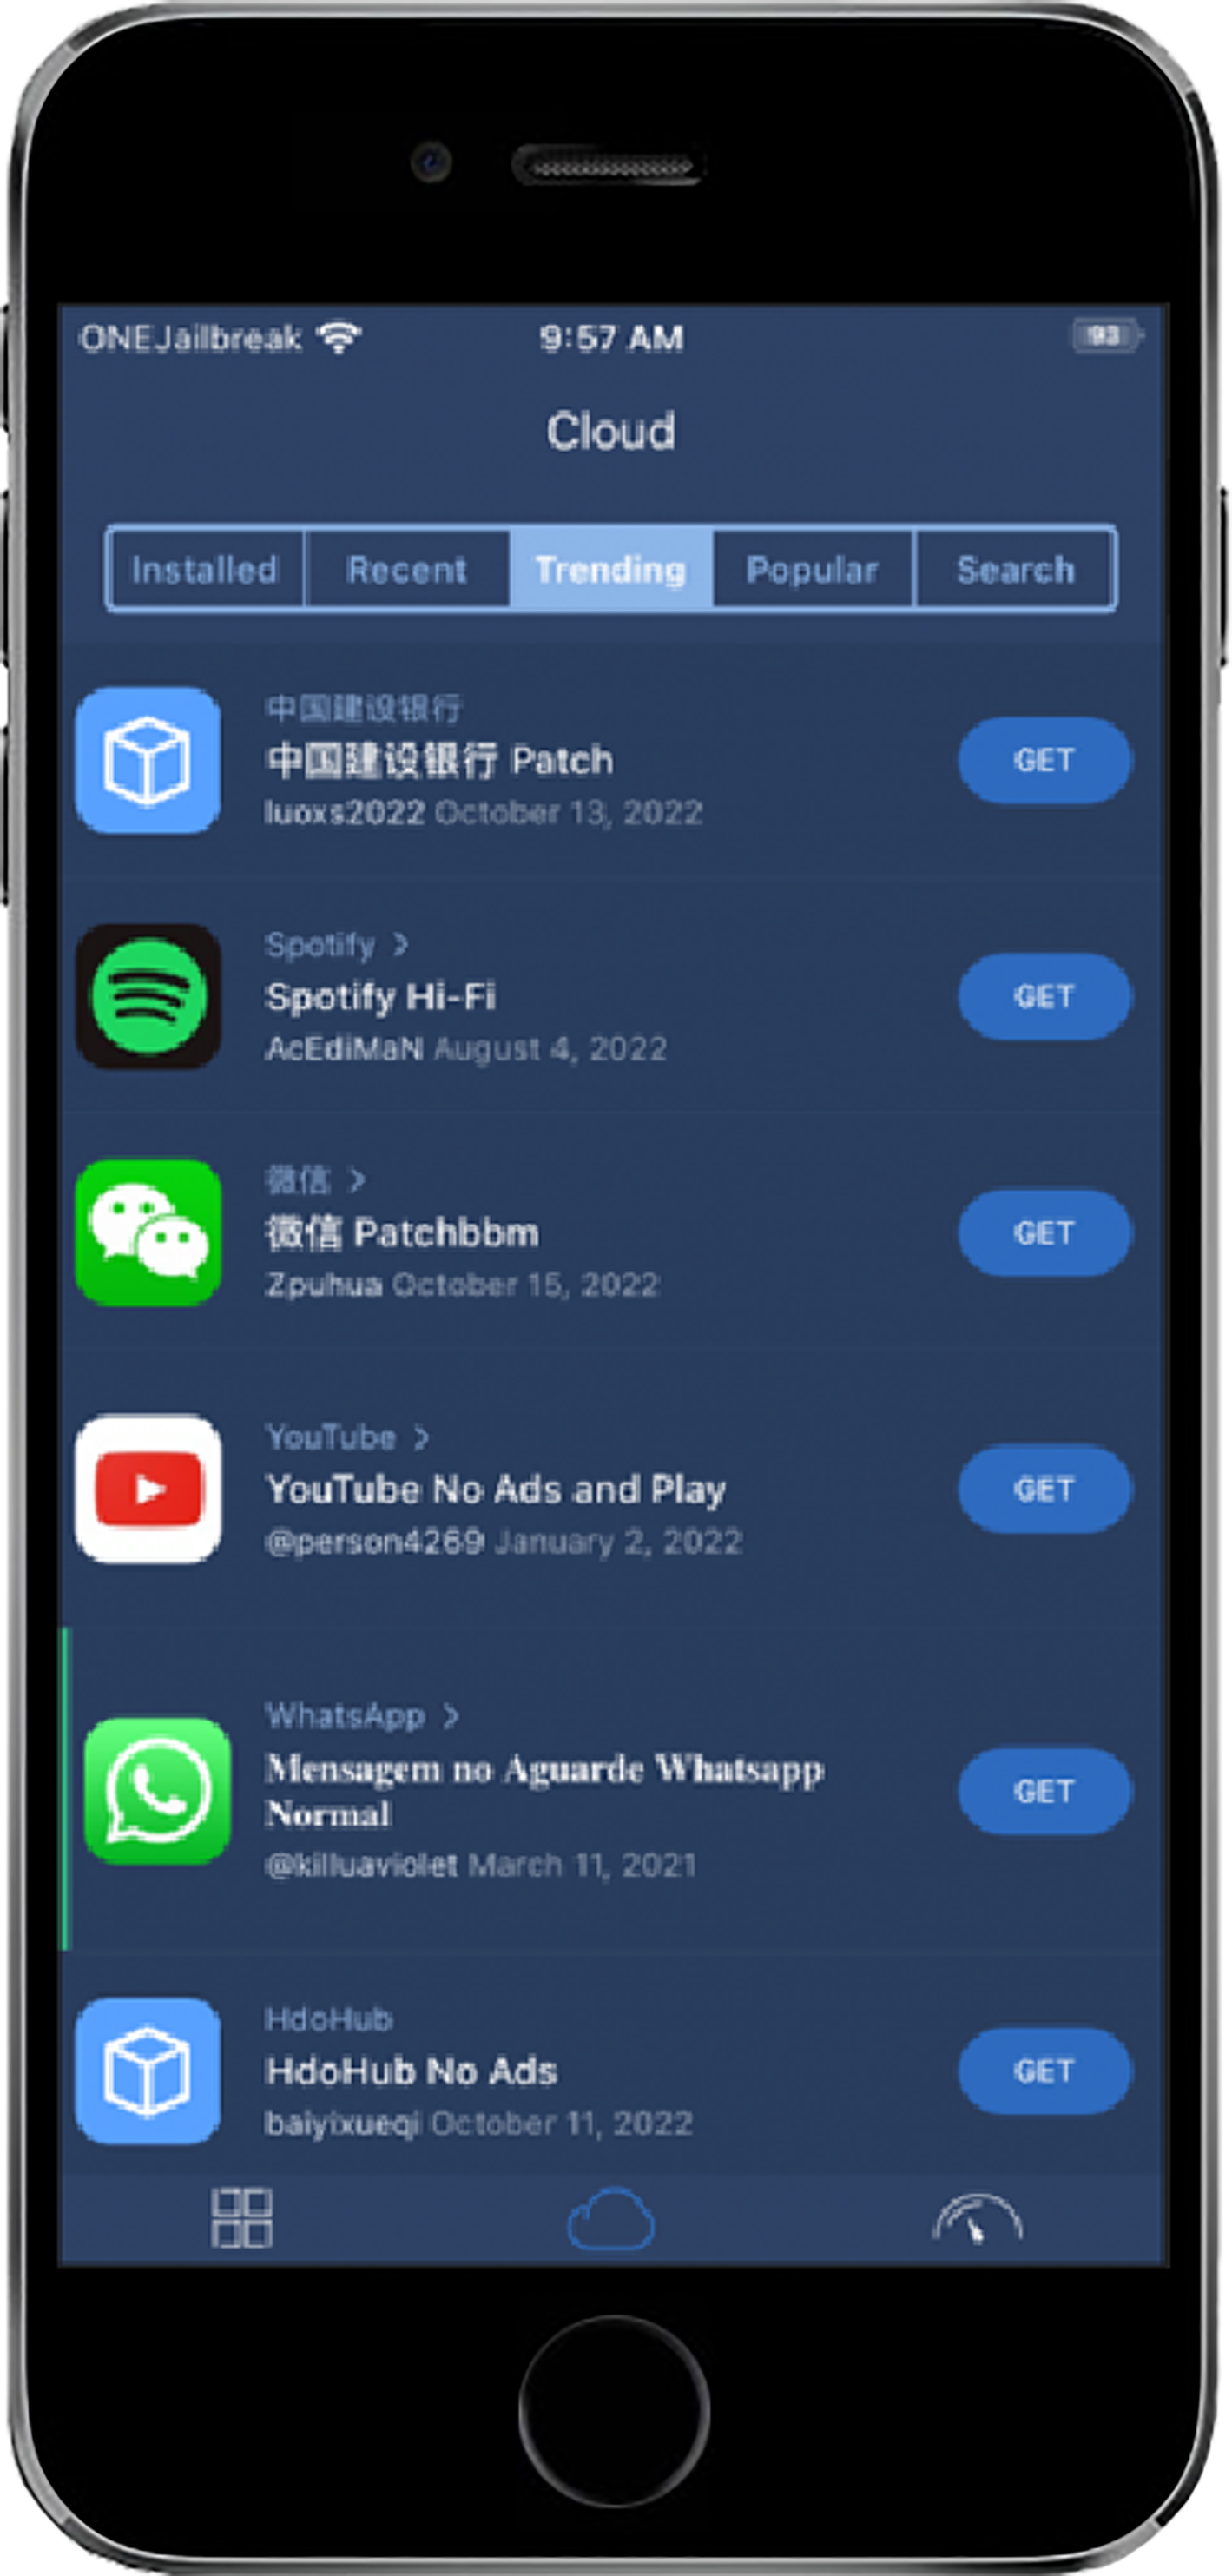 ONEJailbreak
9:57 AM
93
Cloud
Installed Recent Trending Popular Search
中国建设银行
中国建设银行 Patch
luoxs2022 October 13, 2022
GET
Spotify >
Spotify Hi-Fi
AcEdiMaN August 4, 2022
GET
微信 >
微信 Patchbbm
Zpuhua October 15, 2022
GET
YouTube >
YouTube No Ads and Play
@person4269 January 2, 2022
GET
WhatsApp >
Mensagem no Aguarde Whatsapp
Normal
@killuaviolet March 11, 2021
GET
HdoHub
HdoHub No Ads
baiyixueqi October 11, 2022
GET